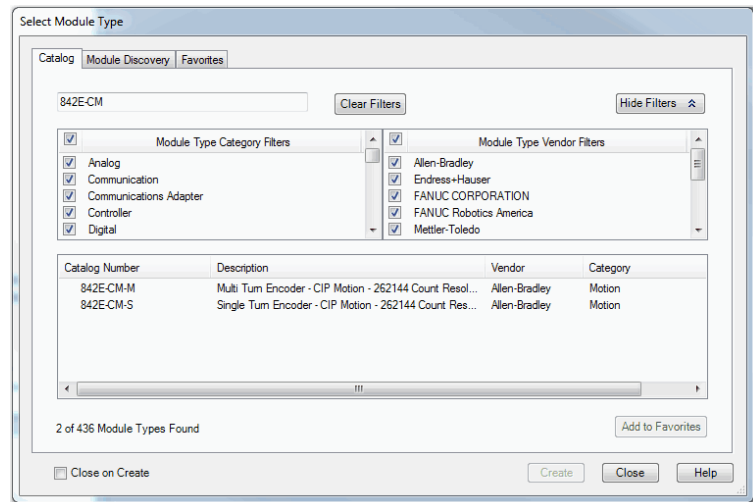 Select Module Type
Catalog Module Discovery Favorites
842E-CM Clear Filters Hide Filters
Module Type Category Filters Module Type Vendor Filters
Analog Allen-Bradley
Communication Endress+Hauser
Communications Adapter FANUC CORPORATION
Controller FANUC Robotics America
Digital Mettler-Toledo
Catalog Number Description Vendor Category
842E-CM-M Multi Turn Encoder - CIP Motion - 262144 Count Resol... Allen-Bradley Motion
842E-CM-S Single Turn Encoder - CIP Motion - 262144 Count Res... Allen-Bradley Motion
2 of 436 Module Types Found Add to Favorites
Close on Create Create Close Help